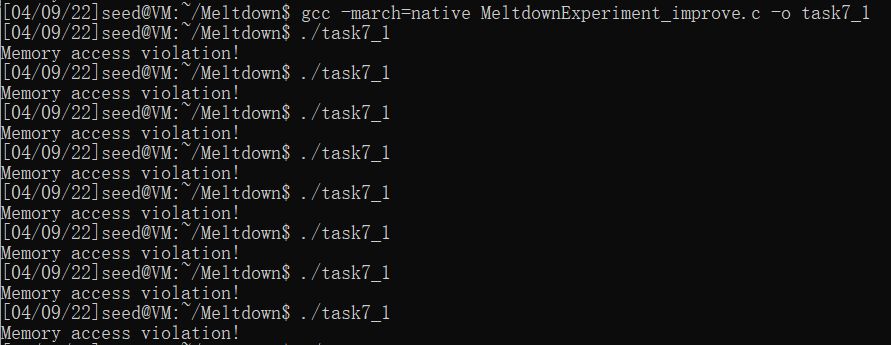 [04/09/22]seed@VM:~/Meltdown$ gcc -march=native MeltdownExperiment_improve.c -o task7_1
[04/09/22]seed@VM:~/Meltdown$ ./task7_1
Memory access violation!
[04/09/22]seed@VM:~/Meltdown$ ./task7_1
Memory access violation!
[04/09/22]seed@VM:~/Meltdown$ ./task7_1
Memory access violation!
[04/09/22]seed@VM:~/Meltdown$ ./task7_1
Memory access violation!
[04/09/22]seed@VM:~/Meltdown$ ./task7_1
Memory access violation!
[04/09/22]seed@VM:~/Meltdown$ ./task7_1
Memory access violation!
[04/09/22]seed@VM:~/Meltdown$ ./task7_1
Memory access violation!
[04/09/22]seed@VM:~/Meltdown$ ./task7_1
Memory access violation!